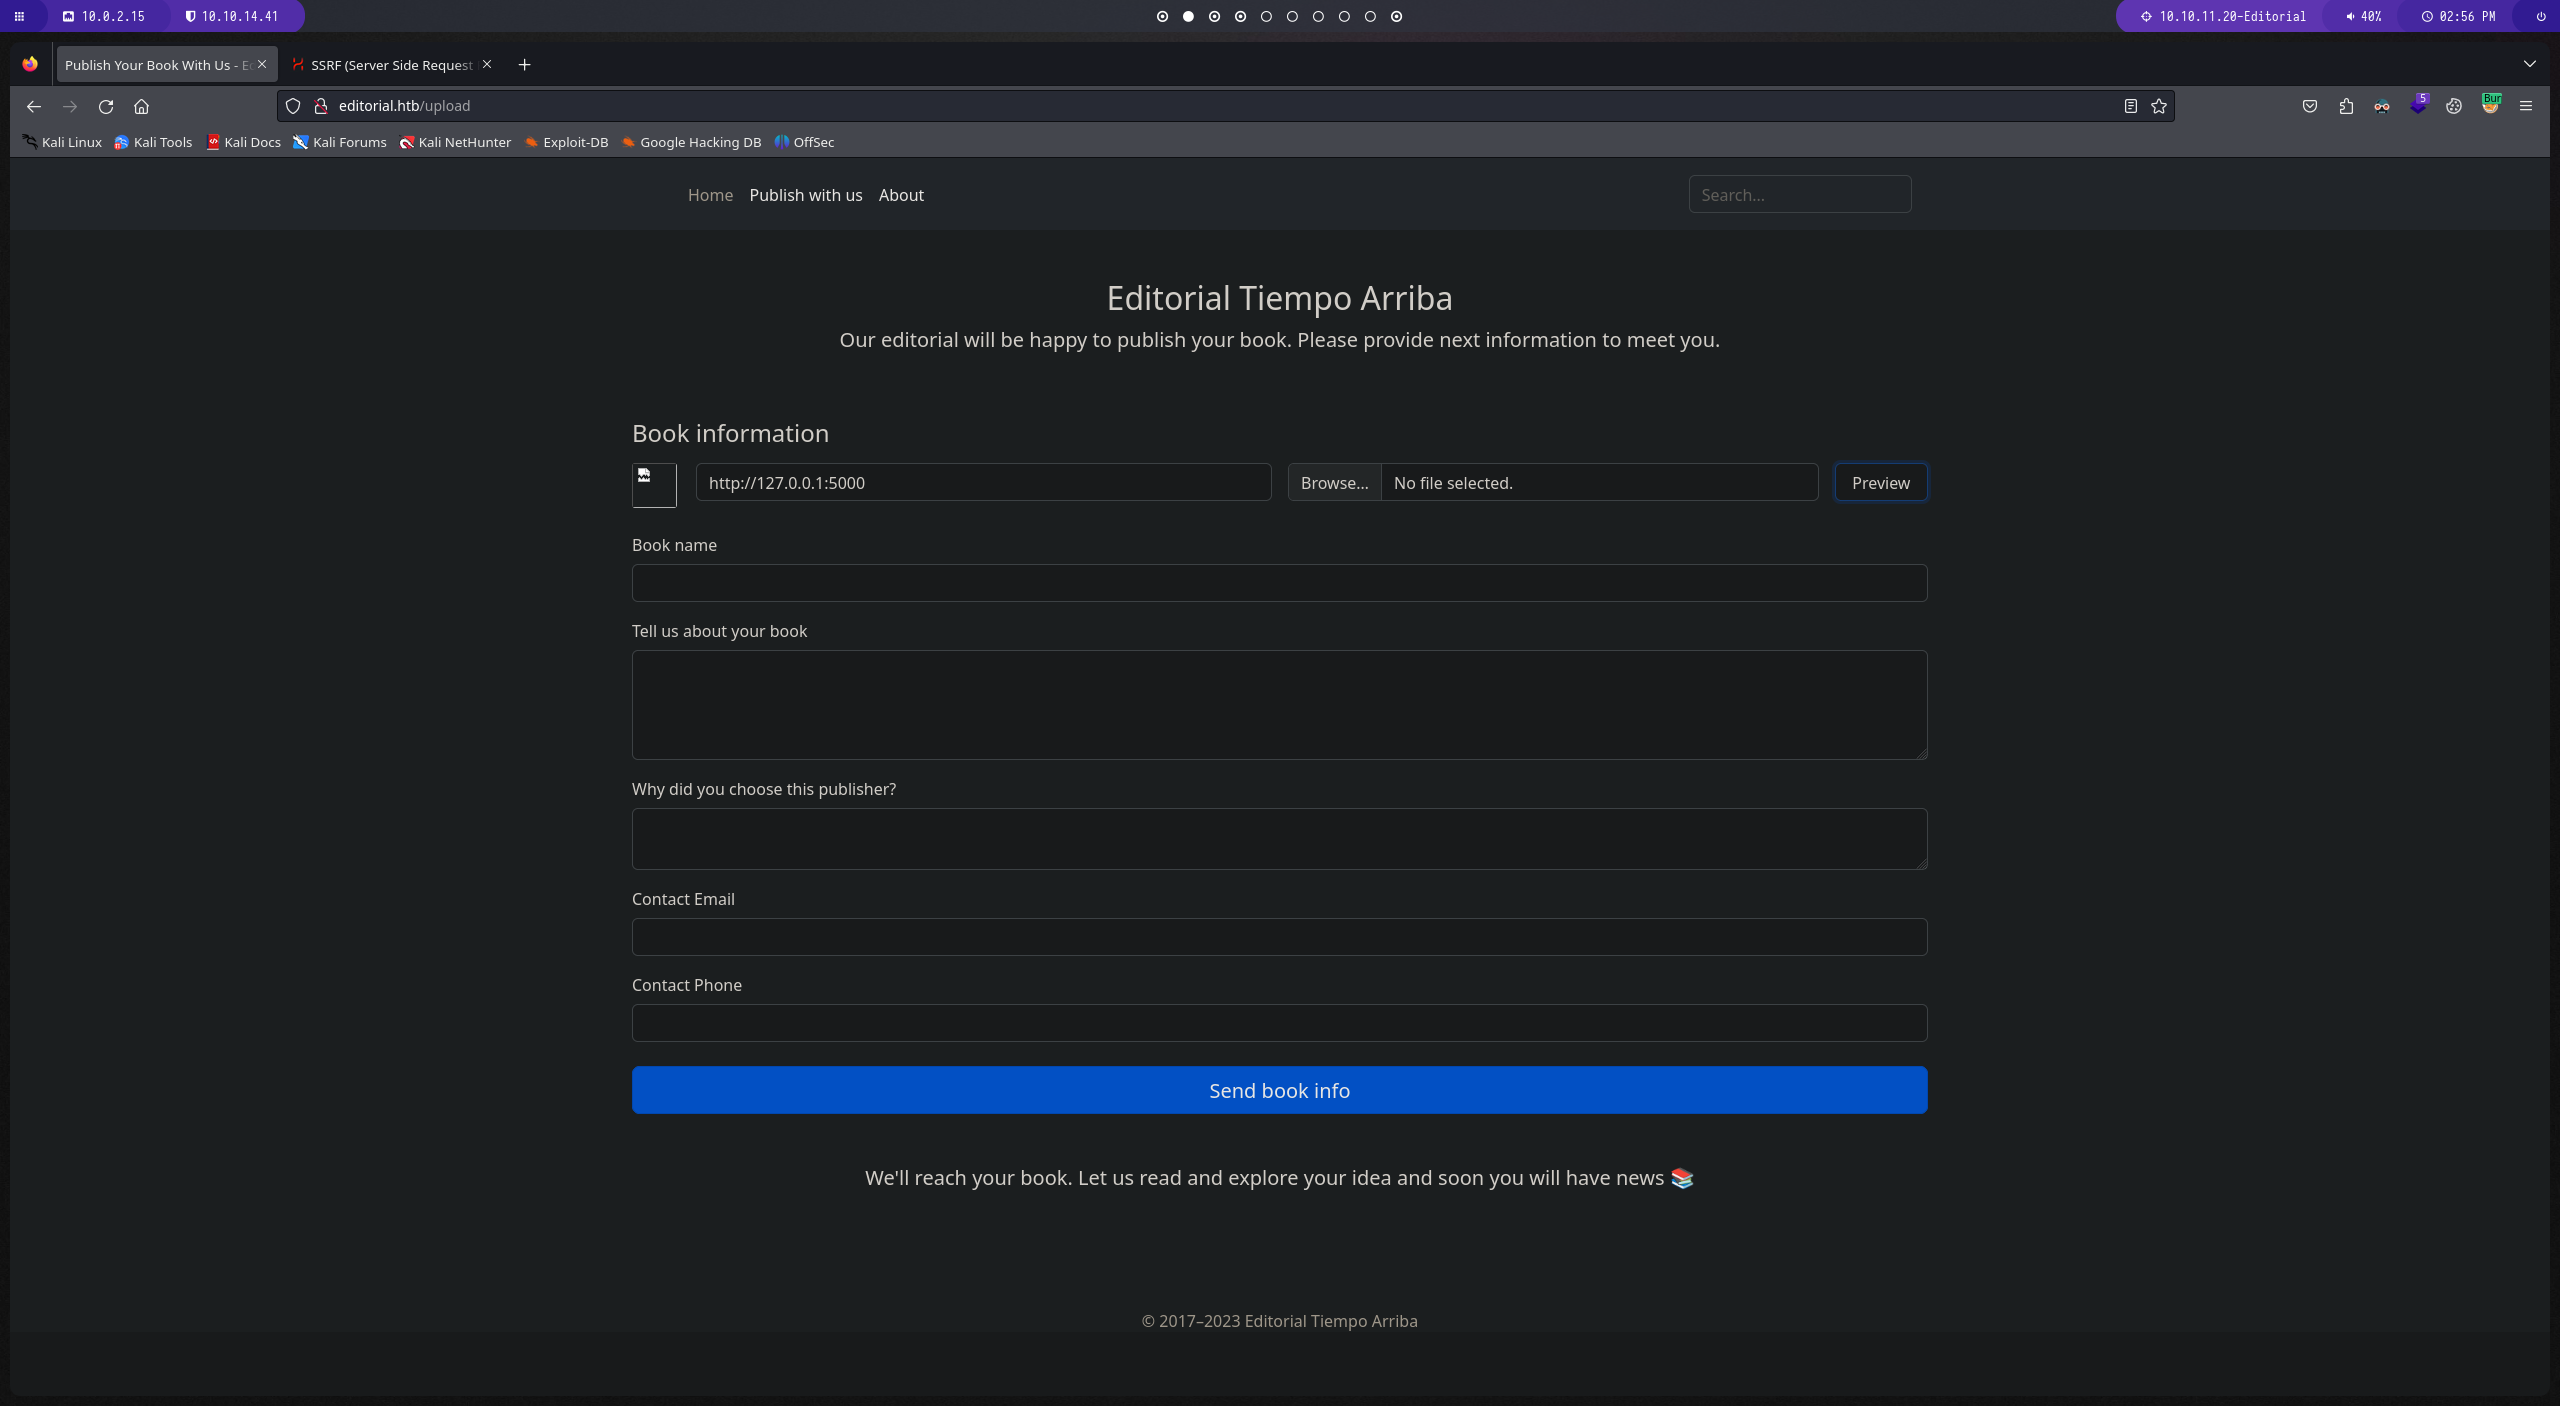 10.0.2.15 10.10.14.41 10.10.11.20-Editorial 40% 02:56 PM
Publish Your Book With Us - Ed SSRF (Server Side Request
editorial.htb/upload 5 Bur
Kali Linux Kali Tools Kali Docs Kali Forums Kali NetHunter Exploit-DB Google Hacking DB OffSec
Home Publish with us About Search...
Editorial Tiempo Arriba
Our editorial will be happy to publish your book. Please provide next information to meet you.
Book information
http://127.0.0.1:5000 Browse... No file selected. Preview
Book name
Tell us about your book
Why did you choose this publisher?
Contact Email
Contact Phone
Send book info
We'll reach your book. Let us read and explore your idea and soon you will have news 📚
© 2017–2023 Editorial Tiempo Arriba